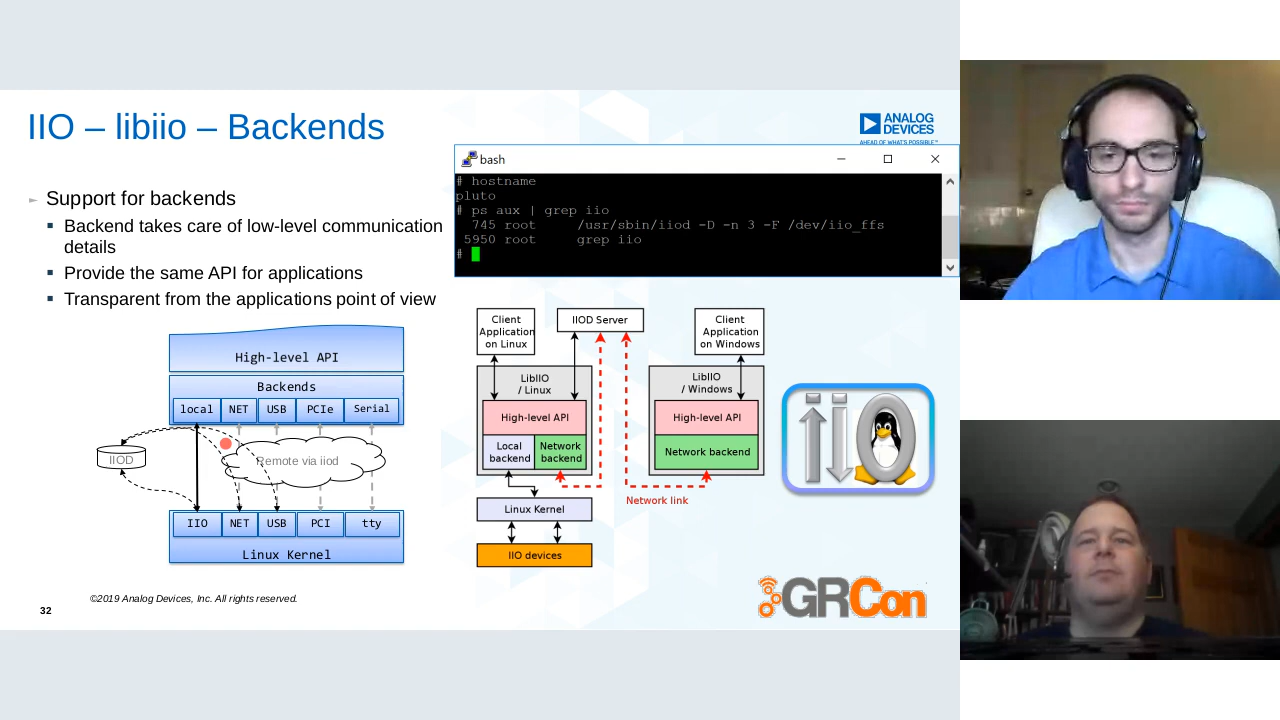 IIO – libiio – Backends
ANALOG
DEVICES
AHEAD OF WHAT'S POSSIBLE™
► Support for backends
▪ Backend takes care of low-level communication
details
▪ Provide the same API for applications
▪ Transparent from the applications point of view
bash
# hostname
pluto
# ps aux | grep iio
745 root /usr/sbin/iiod -D -n 3 -F /dev/iio_ffs
5950 root grep iio
#
High-level API
Backends
local NET USB PCIe Serial
IIOD
Remote via iiod
IIO NET USB PCI tty
Linux Kernel
Client
Application
on Linux
IIOD Server
Client
Application
on Windows
LibIIO
/ Linux
LibIIO
/ Windows
High-level API
High-level API
Local
backend
Network
backend
Network backend
Network link
Linux Kernel
IIO devices
iiO
GRCon
©2019 Analog Devices, Inc. All rights reserved.
32